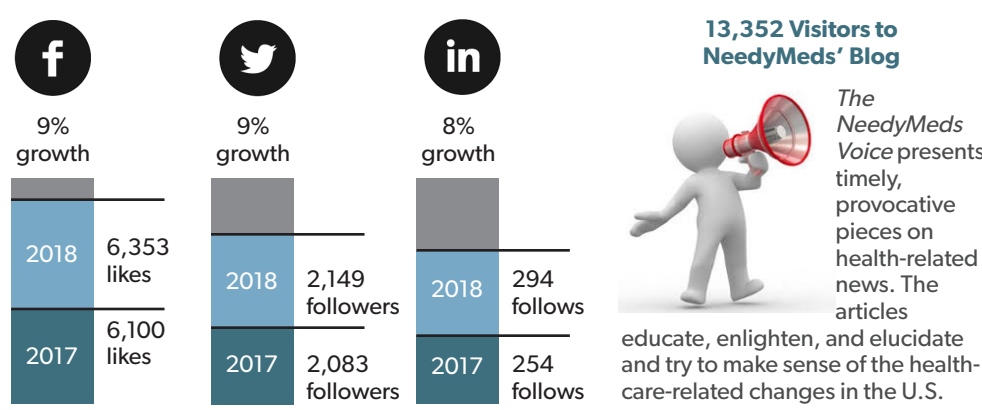 f
in
9%
growth
2018
6,353
likes
2017
6,100
likes
9%
growth
2018
2,149
followers
2017
2,083
followers
8%
growth
2018
294
follows
2017
254
follows
13,352 Visitors to
NeedyMeds’ Blog
The
NeedyMeds
Voice presents
timely,
provocative
pieces on
health-related
news. The
articles
educate, enlighten, and elucidate
and try to make sense of the health-
care-related changes in the U.S.